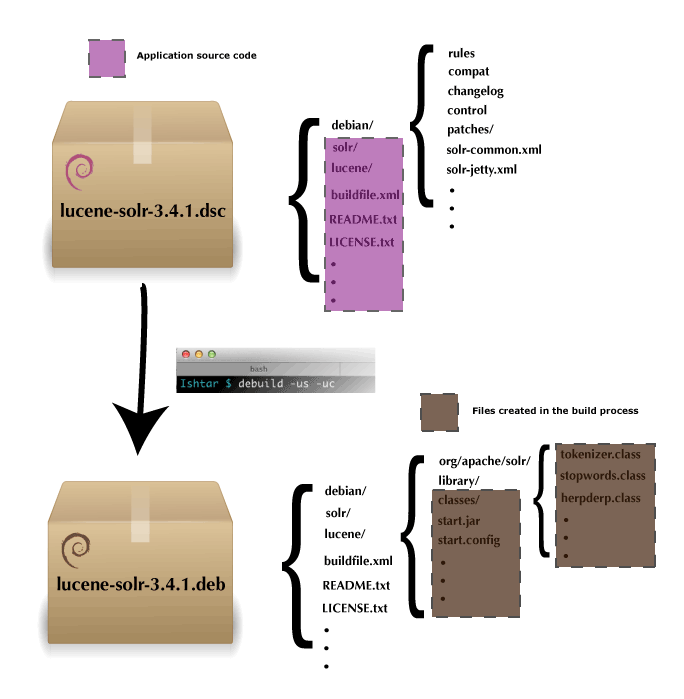 Application source code
rules
compat
changelog
control
patches/
solr-common.xml
solr-jetty.xml
debian/
solr/
lucene/
buildfile.xml
README.txt
LICENSE.txt
lucene-solr-3.4.1.dsc
bash
Ishtar $ debuild -us -uc
Files created in the build process
lucene-solr-3.4.1.deb
debian/
solr/
lucene/
buildfile.xml
README.txt
LICENSE.txt
org/apache/solr/
library/
classes/
start.jar
start.config
tokenizer.class
stopwords.class
herpderp.class